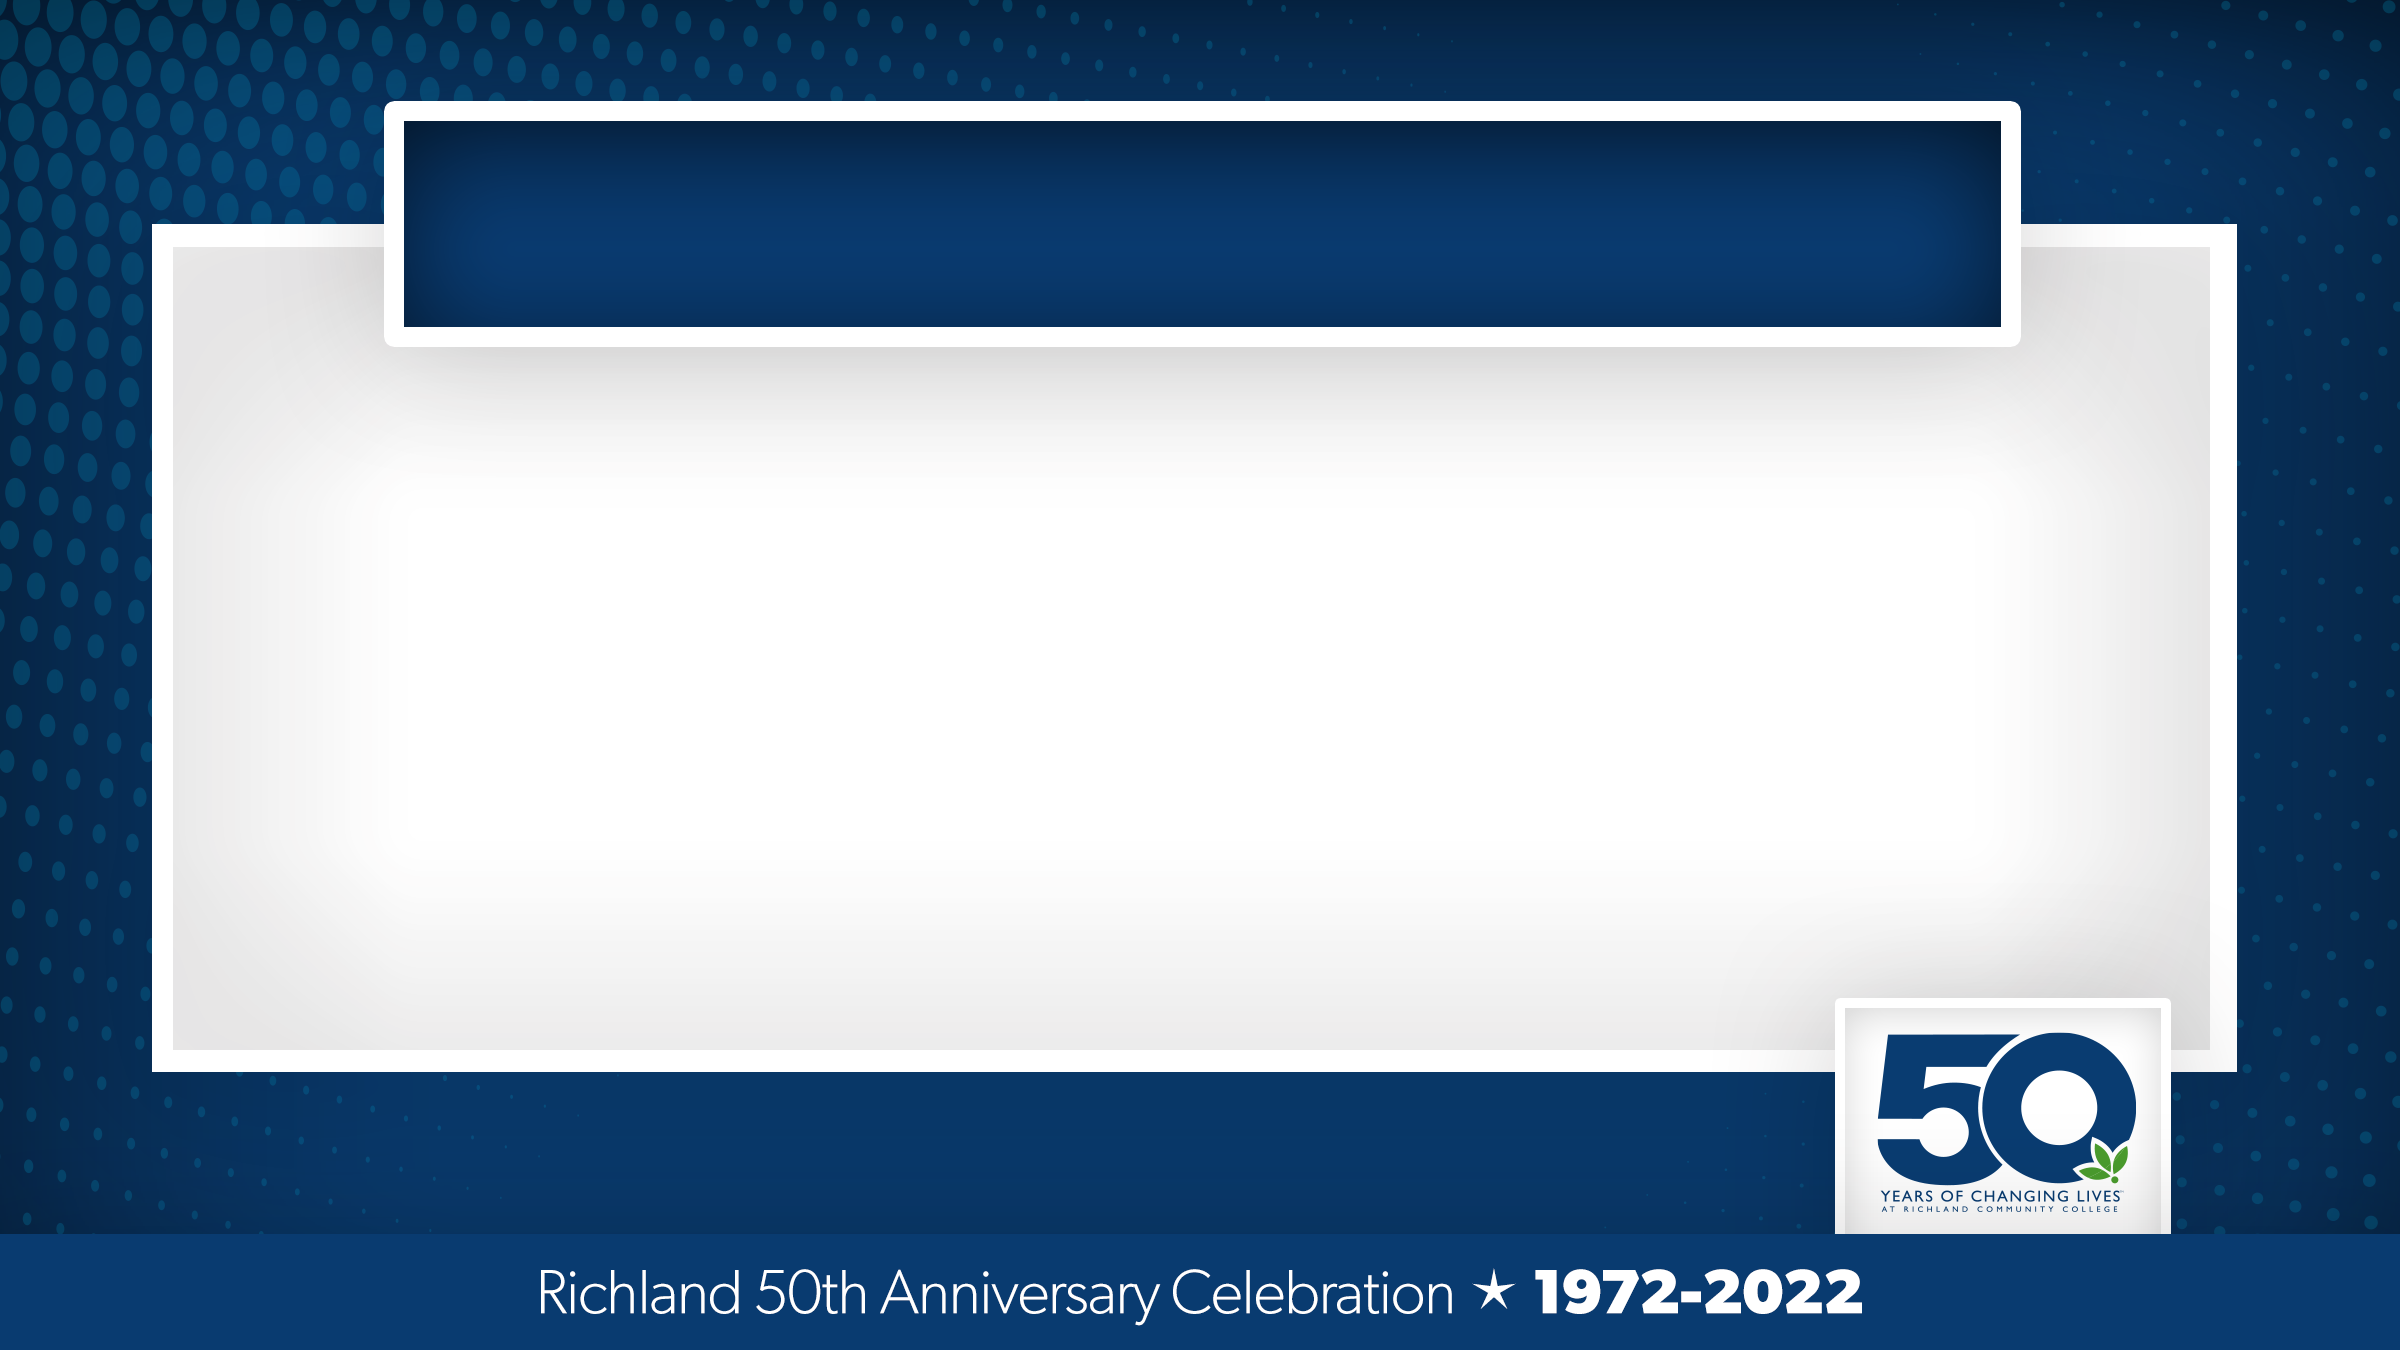 50
YEARS OF CHANGING LIVES
AT RICHLAND COMMUNITY COLLEGE
Richland 50th Anniversary Celebration ★ 1972-2022